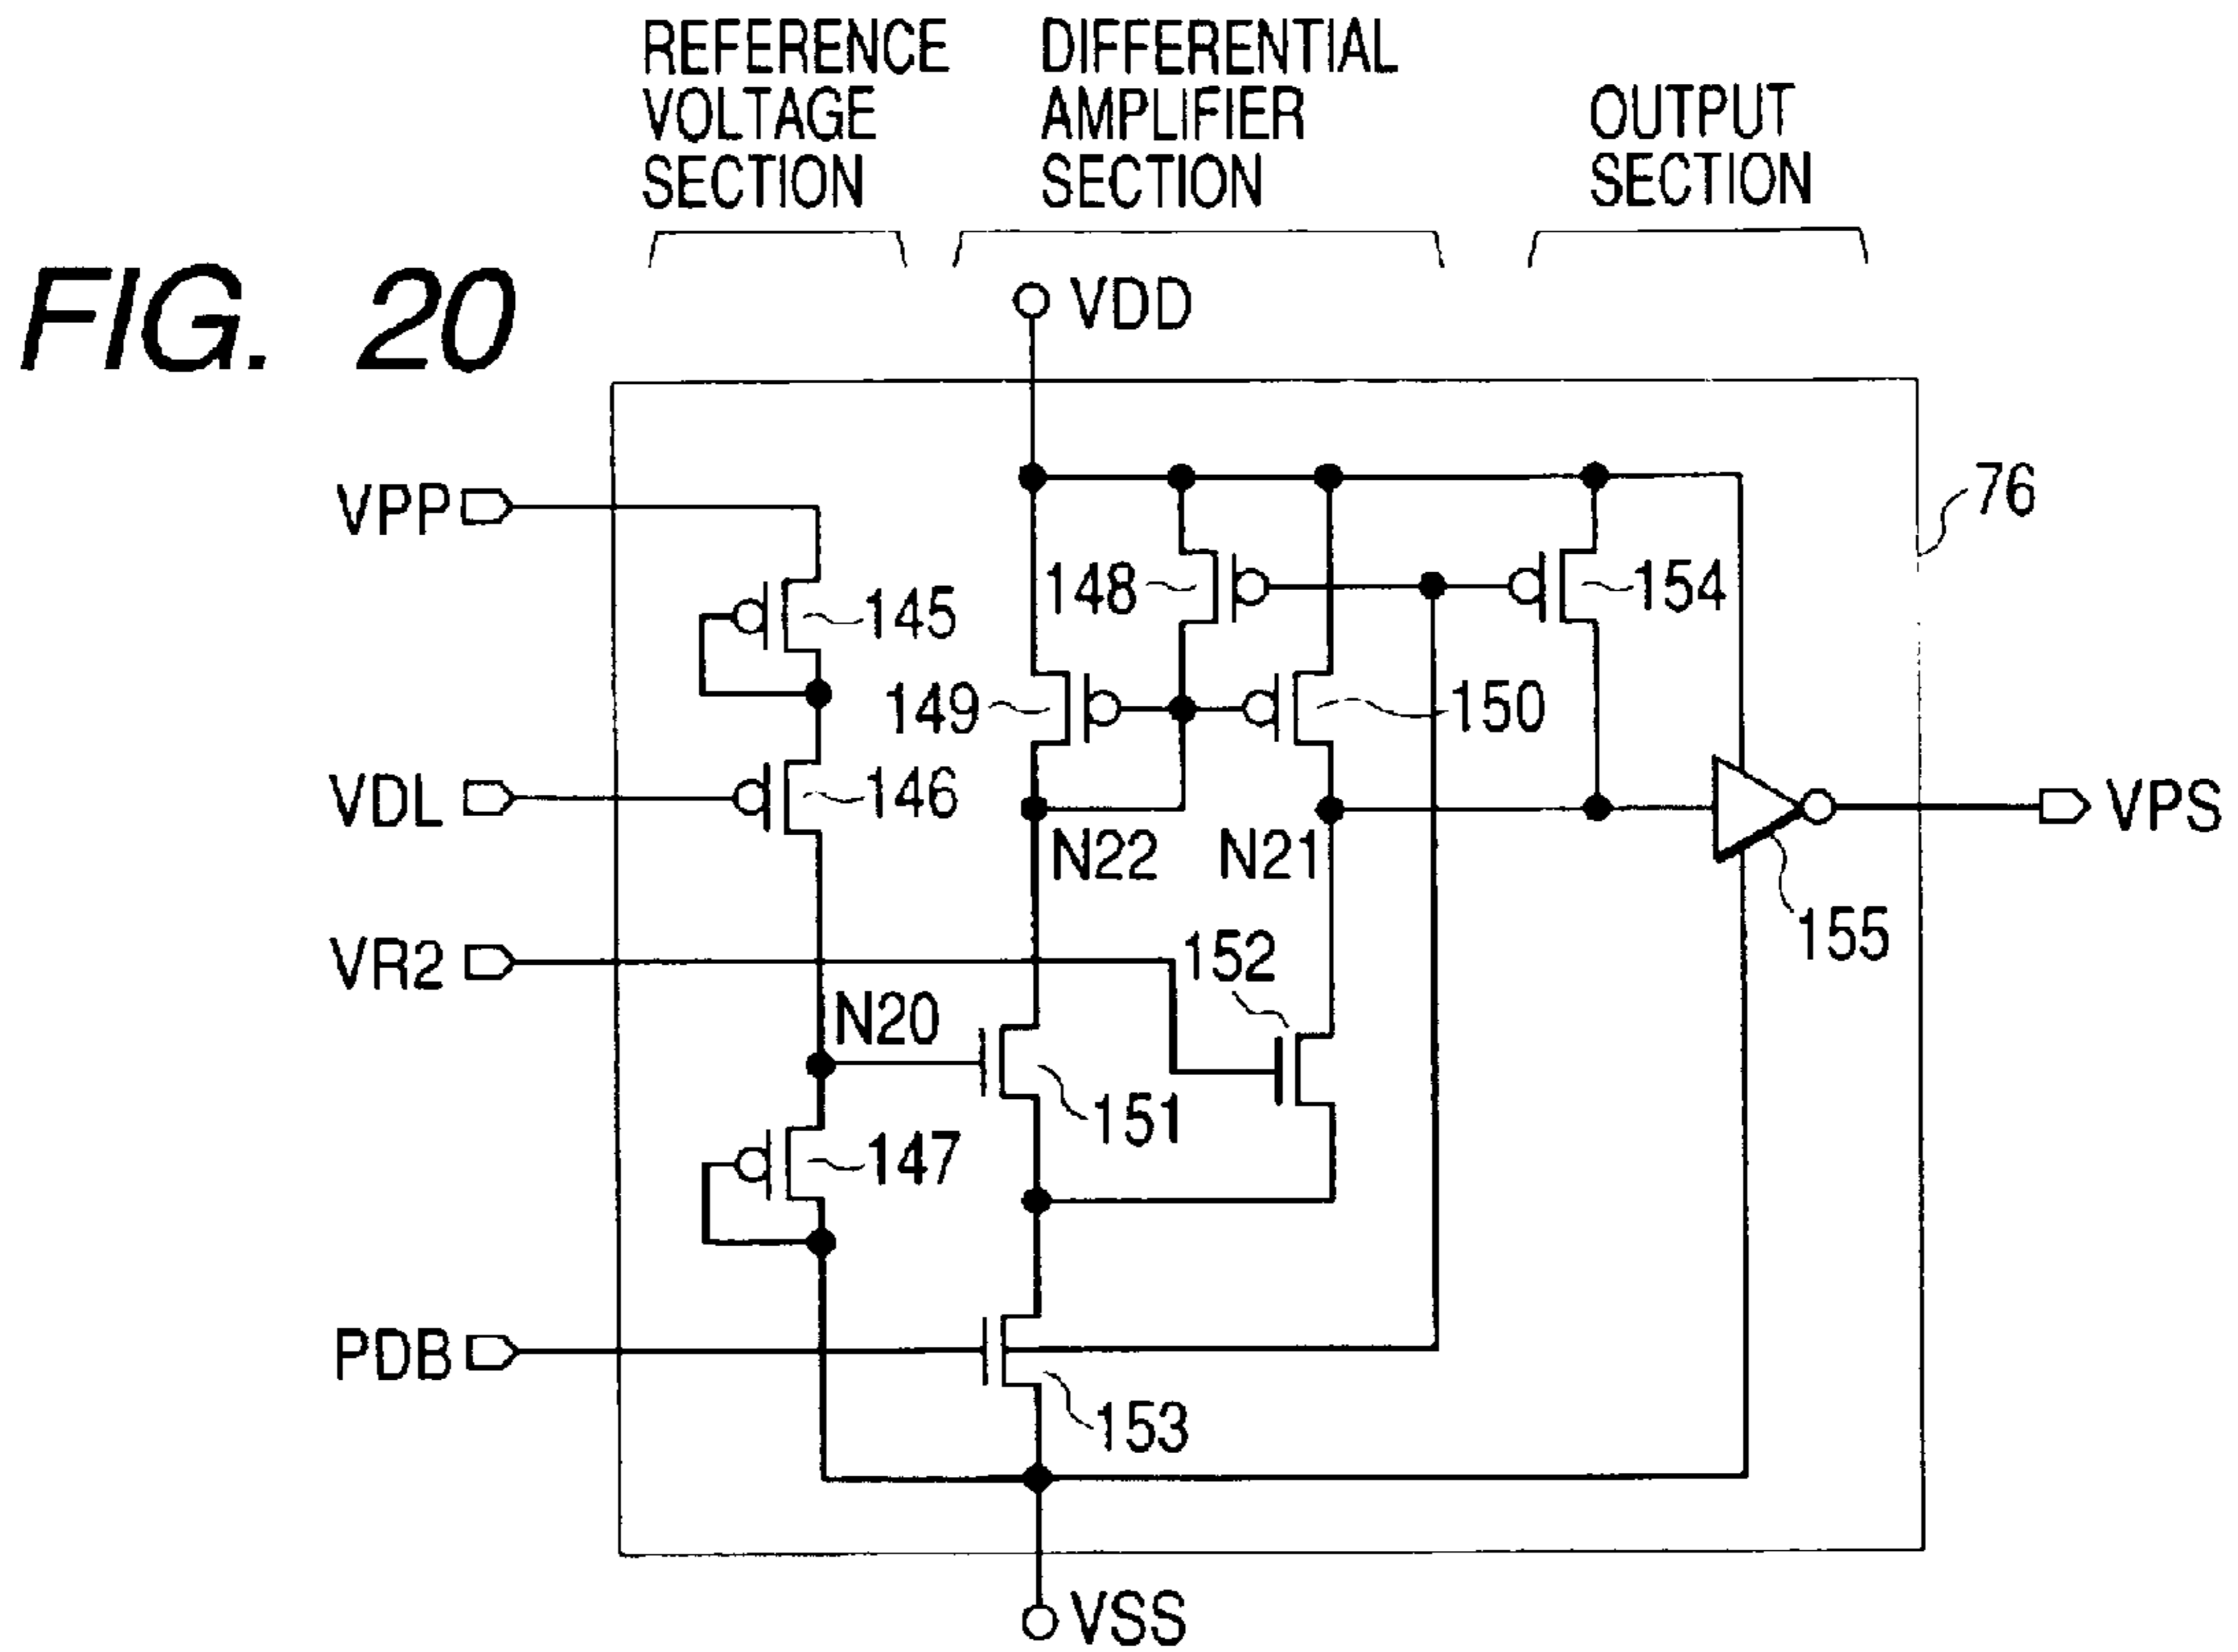 REFERENCE
VOLTAGE
SECTION
DIFFERENTIAL
AMPLIFIER
SECTION
OUTPUT
SECTION
FIG. 20
VDD
VPP
76
145
148
154
149
150
VDL
146
N22
N21
VPS
155
VR2
152
N20
151
147
PDB
153
VSS